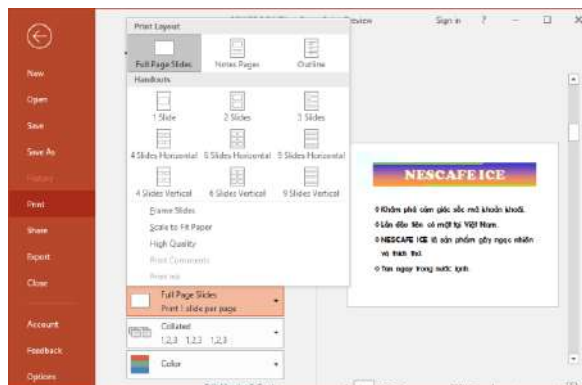 Preview
Sign in ?
New
Open
Save
Save As
Print
Share
Export
Close
Account
Feedback
Options
Print Layout
Full Page Slides
Notes Pages
Outline
Handouts
1 Slide
2 Slides
3 Slides
4 Slides Horizontal
6 Slides Horizontal
9 Slides Horizontal
4 Slides Vertical
6 Slides Vertical
9 Slides Vertical
Frame Slides
Scale to Fit Paper
High Quality
Print Comments
Full Page Slides
Print 1 slide per page
Collated
1,2,3 1,2,3 1,2,3
Color
NESCAFE ICE
Khám phá cảm giác sắc mã khoản khoái.
Lần đầu tiên có mặt tại Việt Nam.
NESCAFE ICE là sản phẩm gây ngạc nhiên
và thích thú.
Tan ngay trong nước lạnh.